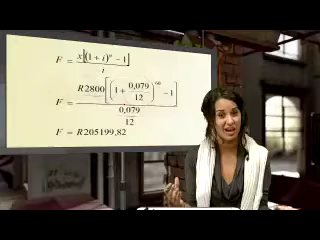 F = x[(1+i)^n − 1] / i
F = R2800[(1 + 0,079/12)^60 − 1] / (0,079/12)
F = R205199,82